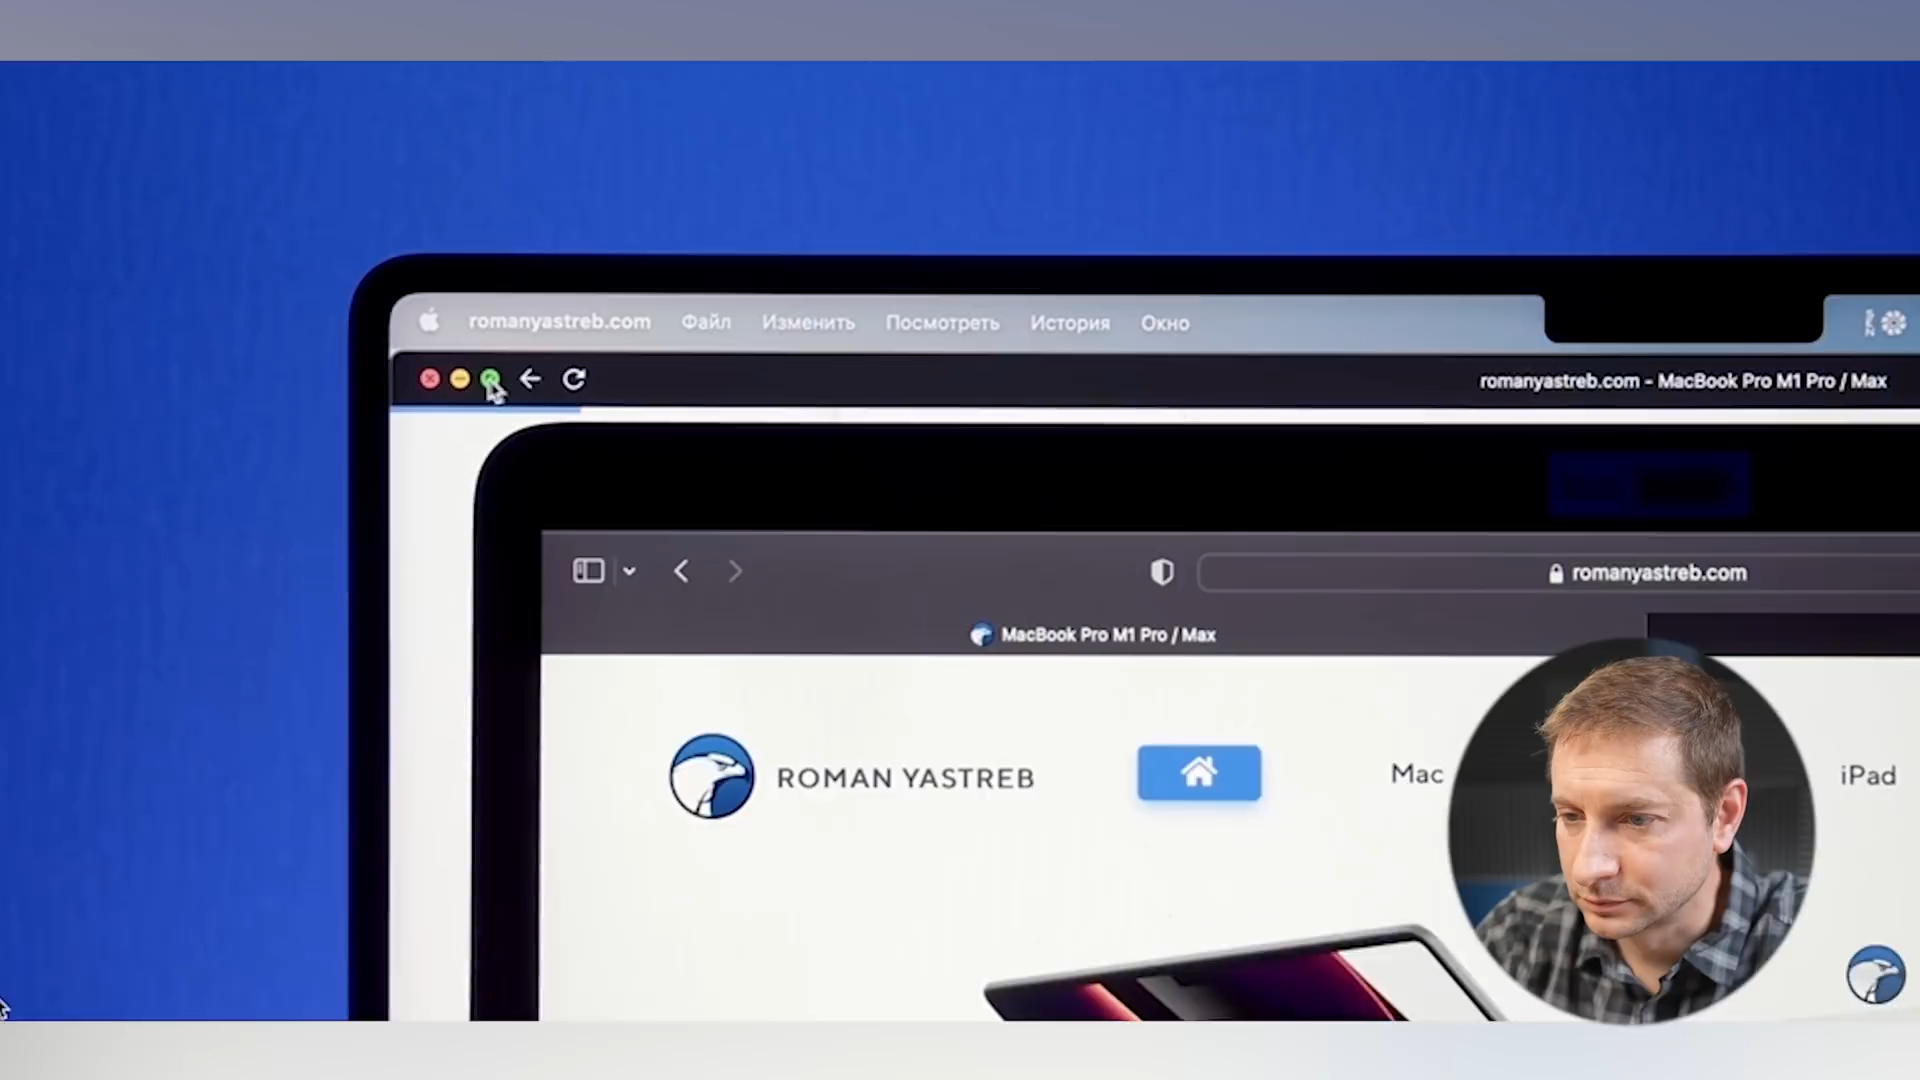 romanyastreb.com Файл Изменить Посмотреть История Окно
romanyastreb.com - MacBook Pro M1 Pro / Max
romanyastreb.com
MacBook Pro M1 Pro / Max
ROMAN YASTREB
Mac
iPad